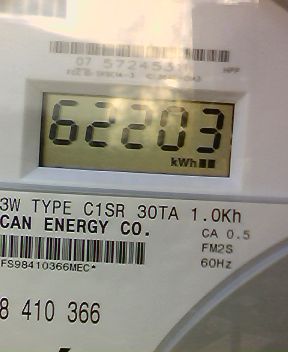 07 572453
62203
kWh
3W TYPE C1SR 30TA 1.0Kh
CAN ENERGY CO.
CA 0.5
FM2S
60Hz
FS98410366MEC*
8 410 366